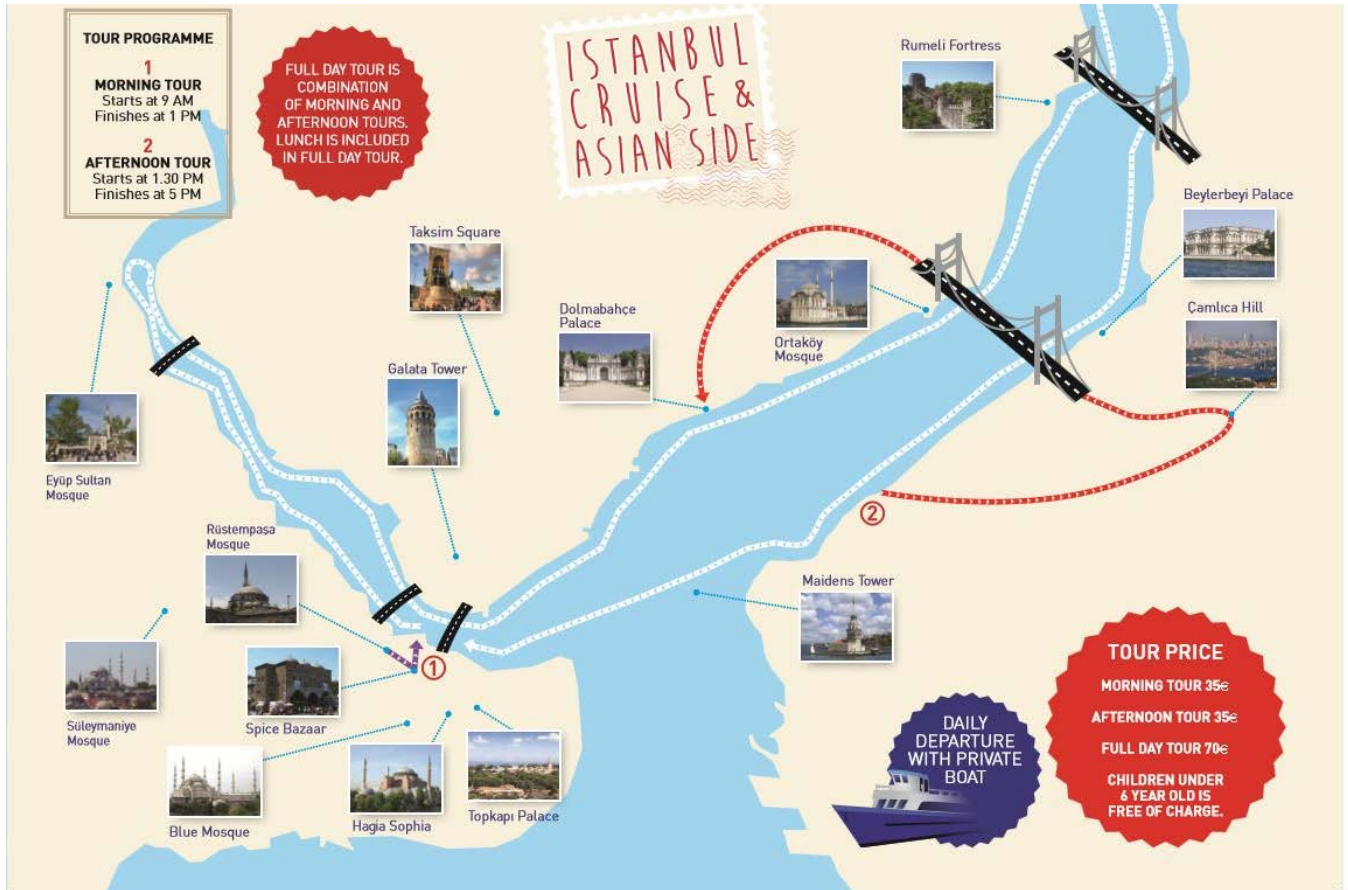 TOUR PROGRAMME
1
MORNING TOUR
Starts at 9 AM
Finishes at 1 PM
2
AFTERNOON TOUR
Starts at 1.30 PM
Finishes at 5 PM
FULL DAY TOUR IS
COMBINATION
OF MORNING AND
AFTERNOON TOURS.
LUNCH IS INCLUDED
IN FULL DAY TOUR.
ISTANBUL
CRUISE &
ASIAN SIDE
Rumeli Fortress
Beylerbeyi Palace
Çamlıca Hill
Taksim Square
Dolmabahçe
Palace
Ortaköy
Mosque
Galata Tower
Eyüp Sultan
Mosque
Rüstempaşa
Mosque
2
Maidens Tower
1
Süleymaniye
Mosque
Spice Bazaar
Blue Mosque
Hagia Sophia
Topkapı Palace
DAILY
DEPARTURE
WITH PRIVATE
BOAT
TOUR PRICE
MORNING TOUR 35€
AFTERNOON TOUR 35€
FULL DAY TOUR 70€
CHILDREN UNDER
6 YEAR OLD IS
FREE OF CHARGE.